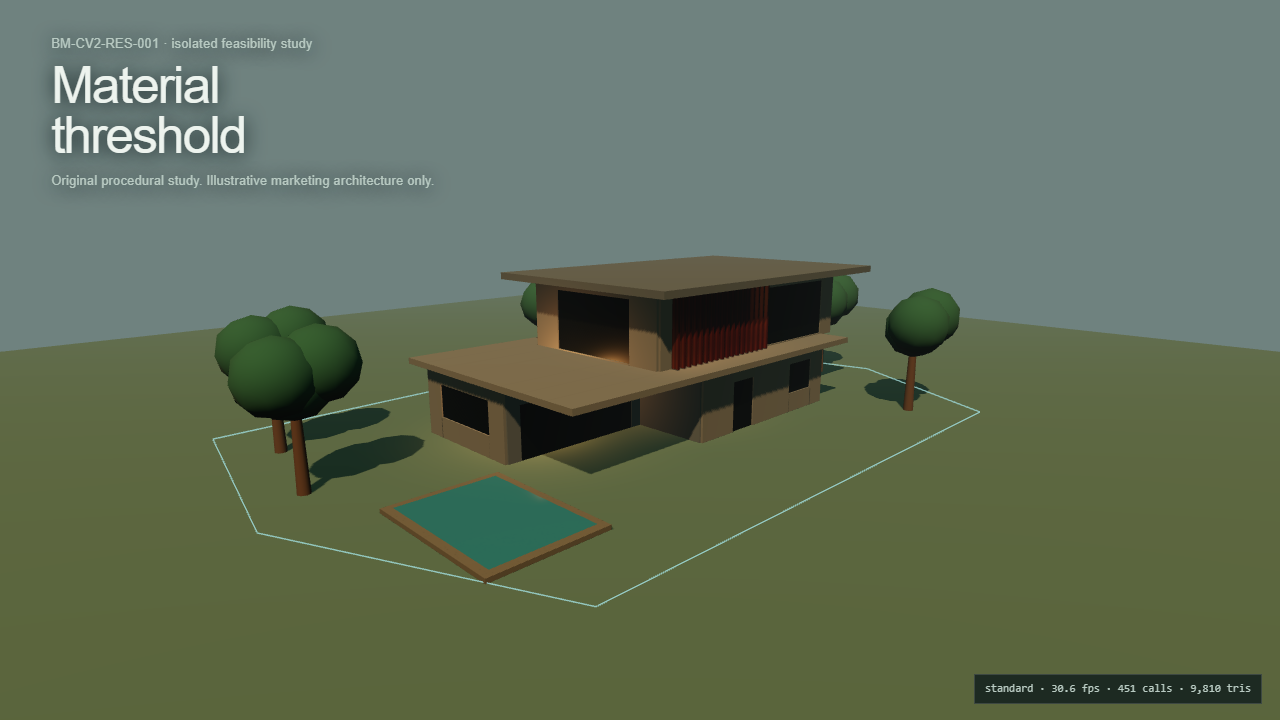 BM-CV2-RES-001 · isolated feasibility study
Material
threshold
Original procedural study. Illustrative marketing architecture only.
standard · 30.6 fps · 451 calls · 9,810 tris